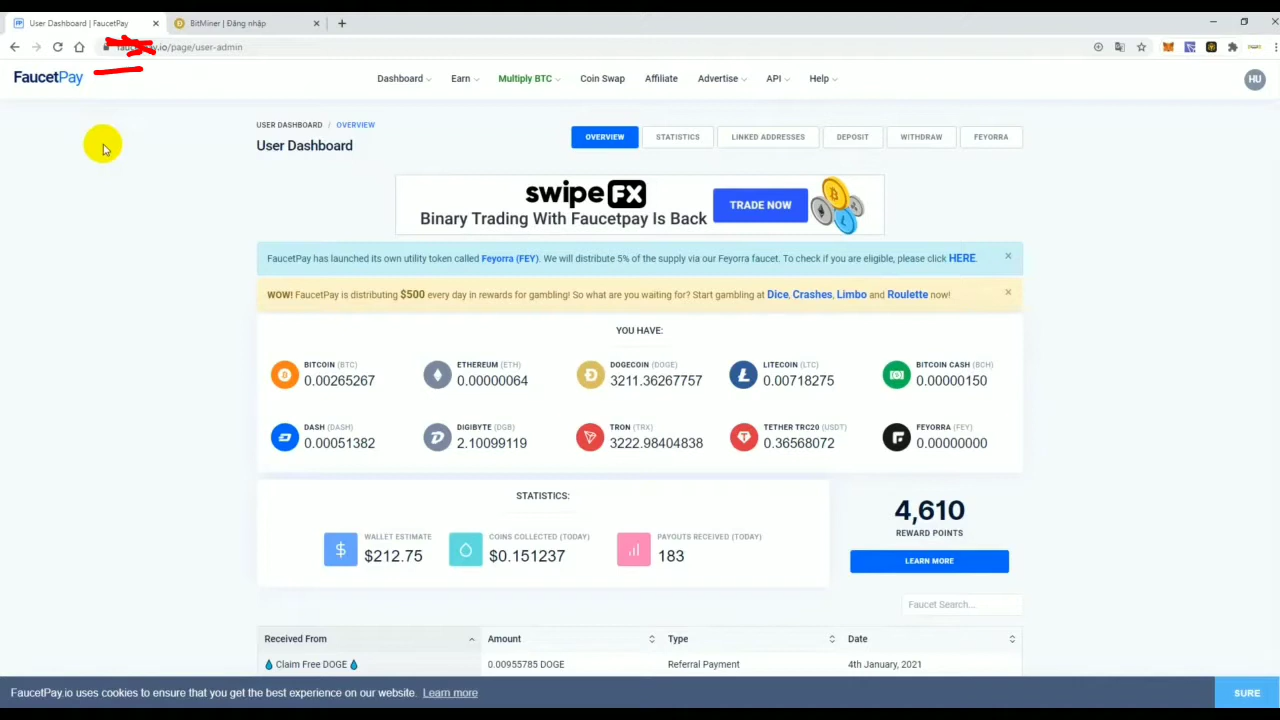 User Dashboard | FaucetPay
BitMiner | Đăng nhập
.io/page/user-admin
FaucetPay
Dashboard
Earn
Multiply BTC
Coin Swap
Affiliate
Advertise
API
Help
HU
USER DASHBOARD / OVERVIEW
User Dashboard
OVERVIEW
STATISTICS
LINKED ADDRESSES
DEPOSIT
WITHDRAW
FEYORRA
swipe FX
Binary Trading With Faucetpay Is Back
TRADE NOW
FaucetPay has launched its own utility token called Feyorra (FEY). We will distribute 5% of the supply via our Feyorra faucet. To check if you are eligible, please click HERE.
WOW! FaucetPay is distributing $500 every day in rewards for gambling! So what are you waiting for? Start gambling at Dice, Crashes, Limbo and Roulette now!
YOU HAVE:
BITCOIN (BTC)
0.00265267
ETHEREUM (ETH)
0.00000064
DOGECOIN (DOGE)
3211.36267757
LITECOIN (LTC)
0.00718275
BITCOIN CASH (BCH)
0.00000150
DASH (DASH)
0.00051382
DIGIBYTE (DGB)
2.10099119
TRON (TRX)
3222.98404838
TETHER TRC20 (USDT)
0.36568072
FEYORRA (FEY)
0.00000000
STATISTICS:
WALLET ESTIMATE
$212.75
COINS COLLECTED (TODAY)
$0.151237
PAYOUTS RECEIVED (TODAY)
183
4,610
REWARD POINTS
LEARN MORE
Faucet Search...
Received From
Amount
Type
Date
Claim Free DOGE
0.00955785 DOGE
Referral Payment
4th January, 2021
FaucetPay.io uses cookies to ensure that you get the best experience on our website. Learn more
SURE